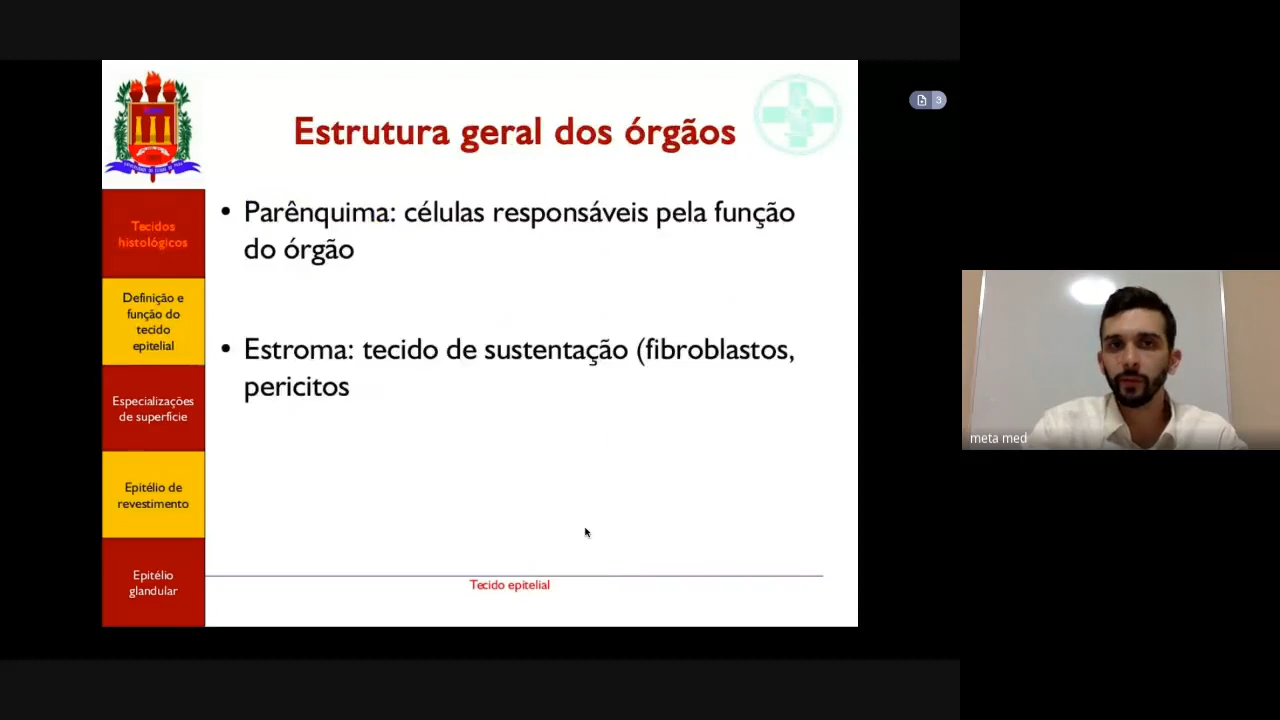 Estrutura geral dos órgãos
• Parênquima: células responsáveis pela função
do órgão
• Estroma: tecido de sustentação (fibroblastos,
pericitos
Tecidos
histológicos
Definição e
função do
tecido
epitelial
Especializações
de superfície
Epitélio de
revestimento
Epitélio
glandular
Tecido epitelial
3
meta med